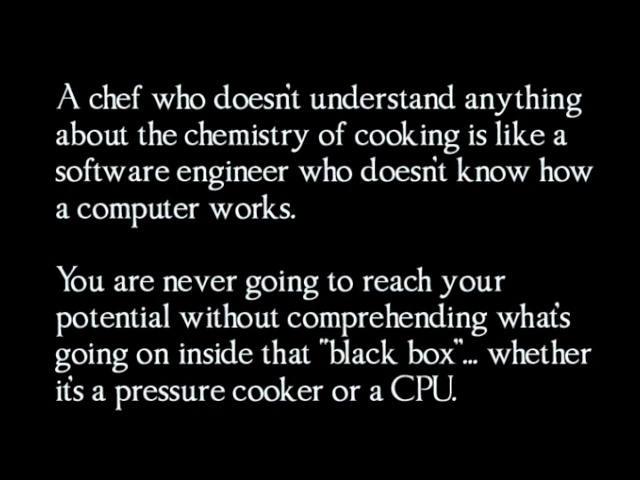 A chef who doesn't understand anything
about the chemistry of cooking is like a
software engineer who doesn't know how
a computer works.
You are never going to reach your
potential without comprehending what's
going on inside that "black box"... whether
it's a pressure cooker or a CPU.